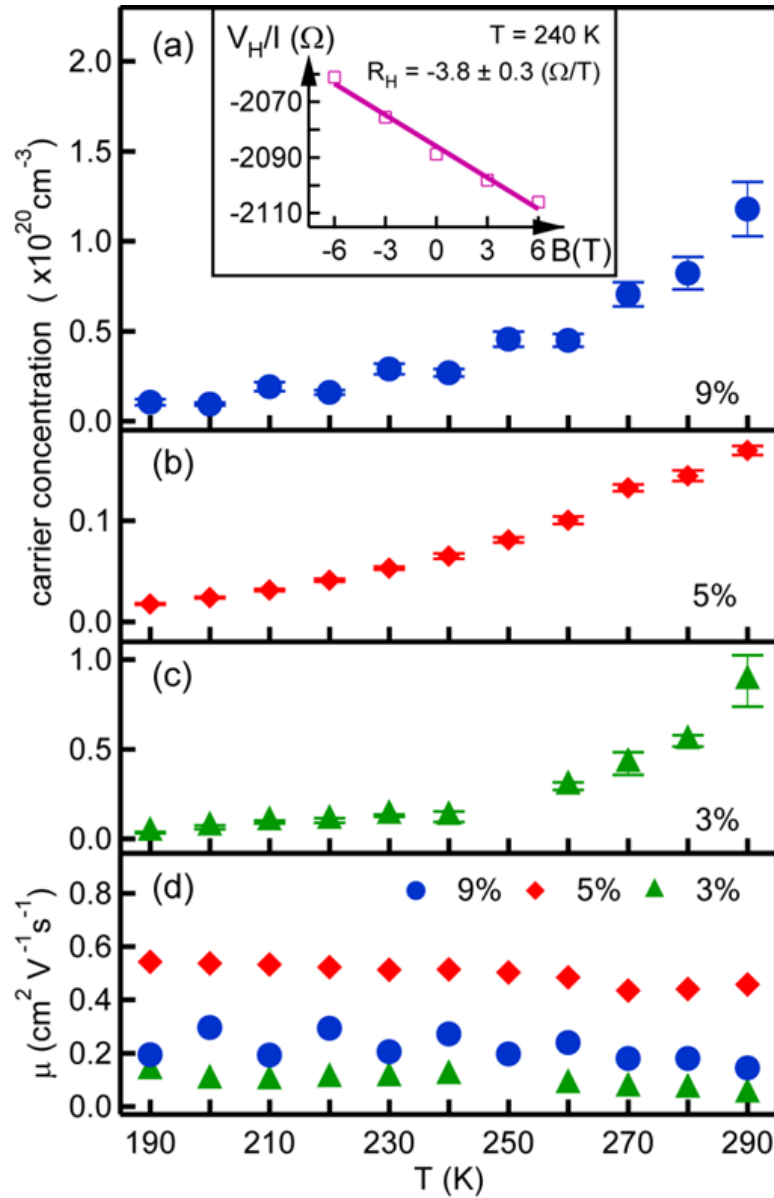 (a)
V_H/I (Ω)
T = 240 K
R_H = -3.8 ± 0.3 (Ω/T)
-2070
-2090
-2110
-6 -3 0 3 6 B(T)
2.0
1.5
1.0
0.5
0.0
9%
carrier concentration ( x10^20 cm^-3)
(b)
0.1
0.0
5%
(c)
1.0
0.5
0.0
3%
(d)
9% 5% 3%
0.8
0.6
0.4
0.2
0.0
μ (cm^2 V^-1 s^-1)
190 210 230 250 270 290
T (K)